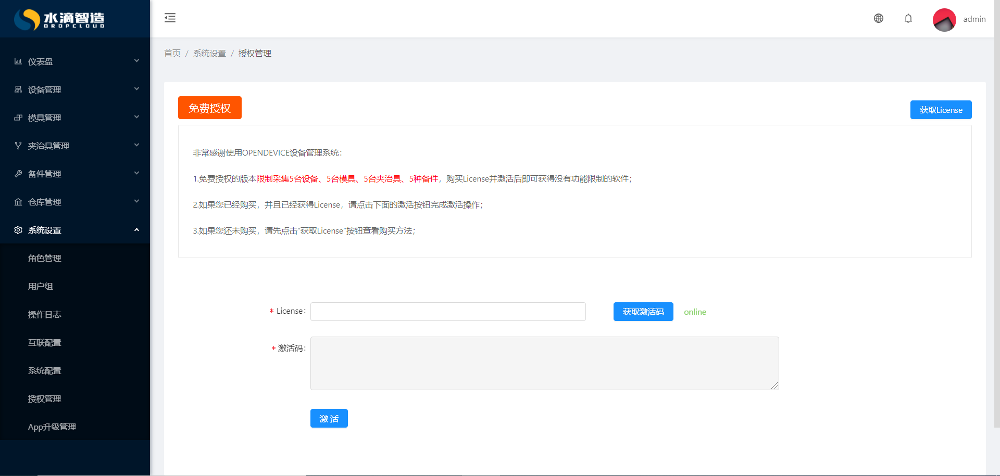 水滴智造
DROPCLOUD
仪表盘
设备管理
模具管理
夹治具管理
备件管理
仓库管理
系统设置
角色管理
用户组
操作日志
互联配置
系统配置
授权管理
App升级管理
admin
首页 / 系统设置 / 授权管理
免费授权
获取License
非常感谢使用OPENDEVICE设备管理系统：
1.免费授权的版本限制采集5台设备、5台模具、5台夹治具、5种备件，购买License并激活后即可获得没有功能限制的软件；
2.如果您已经购买，并且已经获得License，请点击下面的激活按钮完成激活操作；
3.如果您还未购买，请先点击“获取License”按钮查看购买方法；
* License：
获取激活码
online
* 激活码：
激 活